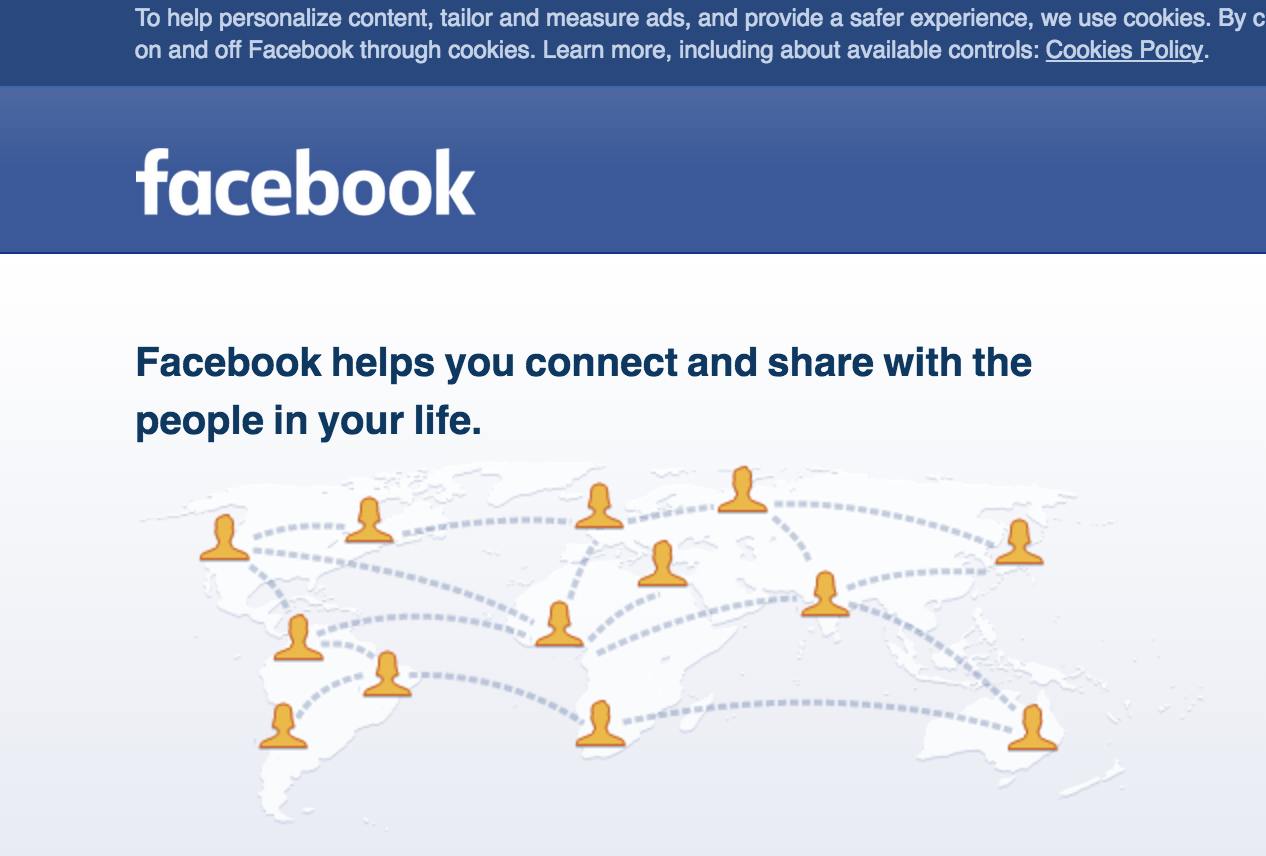 To help personalize content, tailor and measure ads, and provide a safer experience, we use cookies. By
on and off Facebook through cookies. Learn more, including about available controls: Cookies Policy.
facebook
Facebook helps you connect and share with the
people in your life.